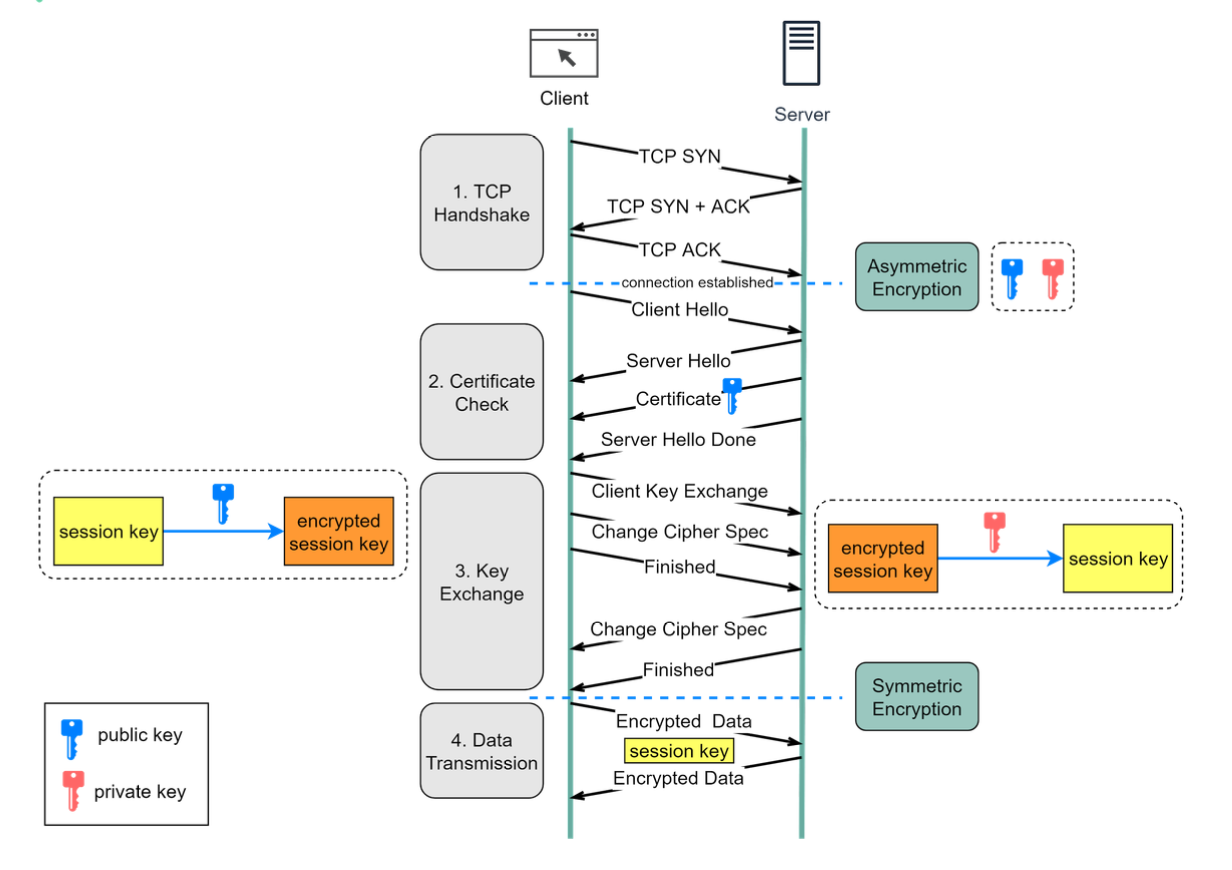 Client
Server
1. TCP
Handshake
TCP SYN
TCP SYN + ACK
TCP ACK
connection established
Asymmetric
Encryption
Client Hello
2. Certificate
Check
Server Hello
Certificate
Server Hello Done
3. Key
Exchange
Client Key Exchange
Change Cipher Spec
Finished
Change Cipher Spec
Finished
session key
encrypted
session key
encrypted
session key
session key
Symmetric
Encryption
4. Data
Transmission
Encrypted  Data
session key
Encrypted Data
public key
private key